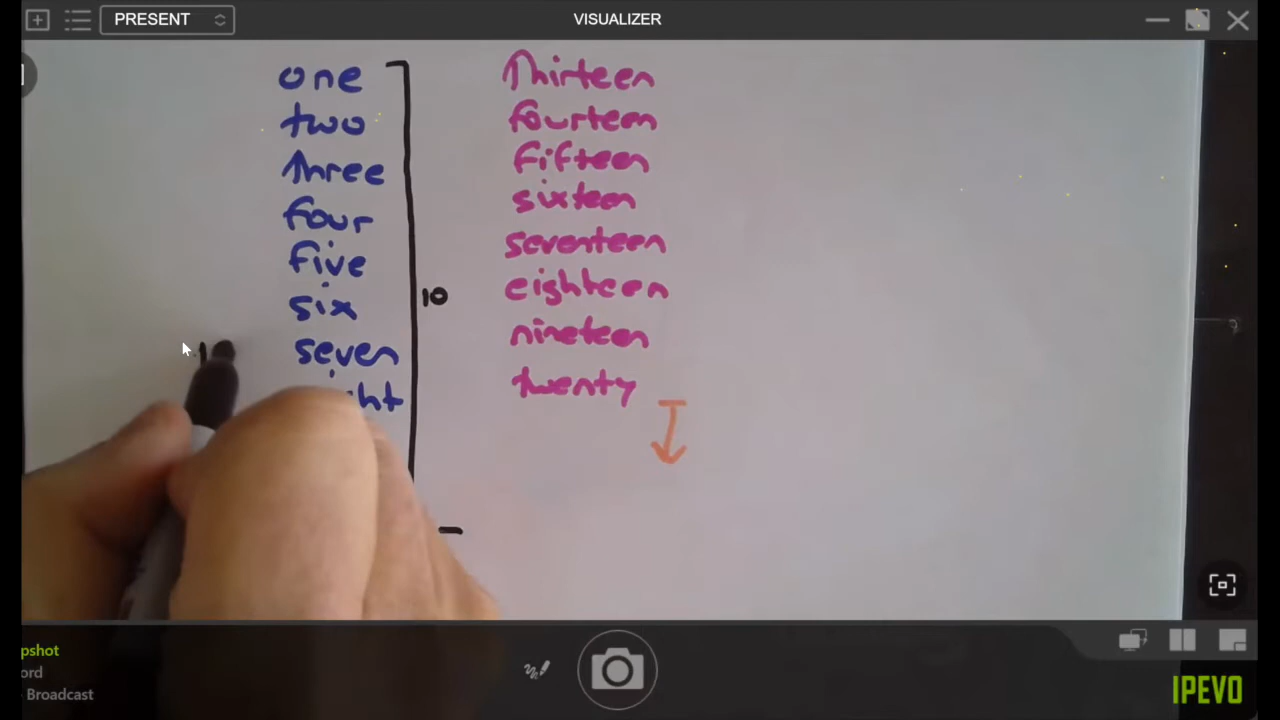 PRESENT
VISUALIZER
one
two
three
four
five
six
seven
10
Thirteen
fourteen
fifteen
sixteen
seventeen
eighteen
nineteen
twenty
pshot
ord
Broadcast
IPEVO